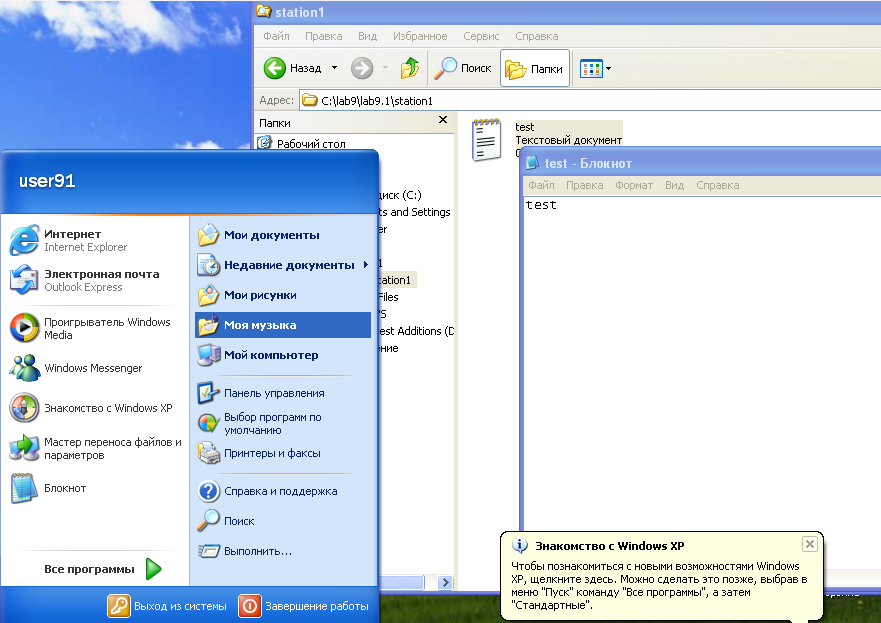 station1
Файл Правка Вид Избранное Сервис Справка
Назад Поиск Папки
Адрес: C:\lab9\lab9.1\station1
Папки
Рабочий стол
диск (C:)
ts and Settings
er
1
tation1
Files
PS
est Additions (D
ение
test
Текстовый документ
test - Блокнот
Файл Правка Формат Вид Справка
test
user91
Интернет
Internet Explorer
Электронная почта
Outlook Express
Проигрыватель Windows
Media
Windows Messenger
Знакомство с Windows XP
Мастер переноса файлов и
параметров
Блокнот
Все программы
Мои документы
Недавние документы
Мои рисунки
Моя музыка
Мой компьютер
Панель управления
Выбор программ по
умолчанию
Принтеры и факсы
Справка и поддержка
Поиск
Выполнить...
Выход из системы Завершение работы
Знакомство с Windows XP
Чтобы познакомиться с новыми возможностями Windows
XP, щелкните здесь. Можно сделать это позже, выбрав в
меню "Пуск" команду "Все программы", а затем
"Стандартные".